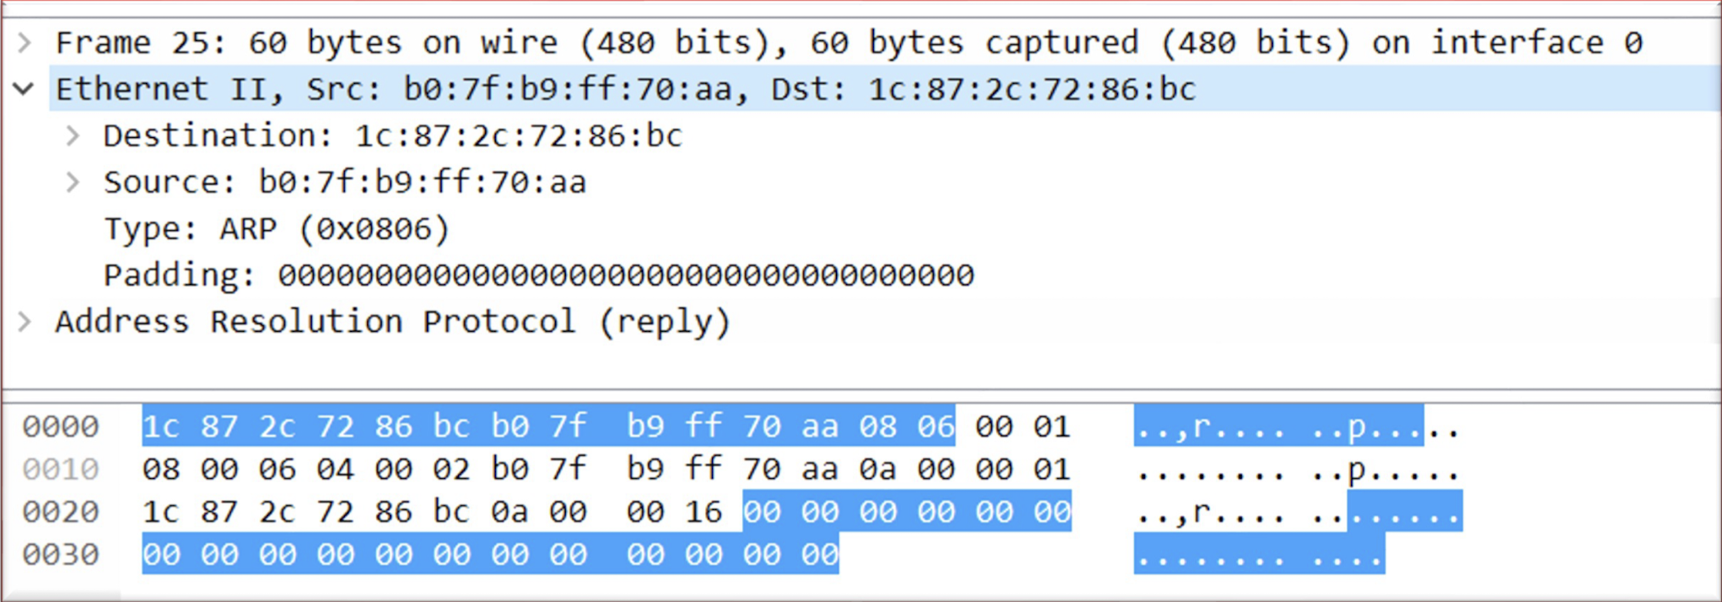 Frame 25: 60 bytes on wire (480 bits), 60 bytes captured (480 bits) on interface 0
Ethernet II, Src: b0:7f:b9:ff:70:aa, Dst: 1c:87:2c:72:86:bc
Destination: 1c:87:2c:72:86:bc
Source: b0:7f:b9:ff:70:aa
Type: ARP (0x0806)
Padding: 000000000000000000000000000000000000
Address Resolution Protocol (reply)
0000 1c 87 2c 72 86 bc b0 7f b9 ff 70 aa 08 06 00 01 ..,r.... ..p.....
0010 08 00 06 04 00 02 b0 7f b9 ff 70 aa 0a 00 00 01 ........ ..p.....
0020 1c 87 2c 72 86 bc 0a 00 00 16 00 00 00 00 00 00 ..,r.... ........
0030 00 00 00 00 00 00 00 00 00 00 00 00 ........ ....